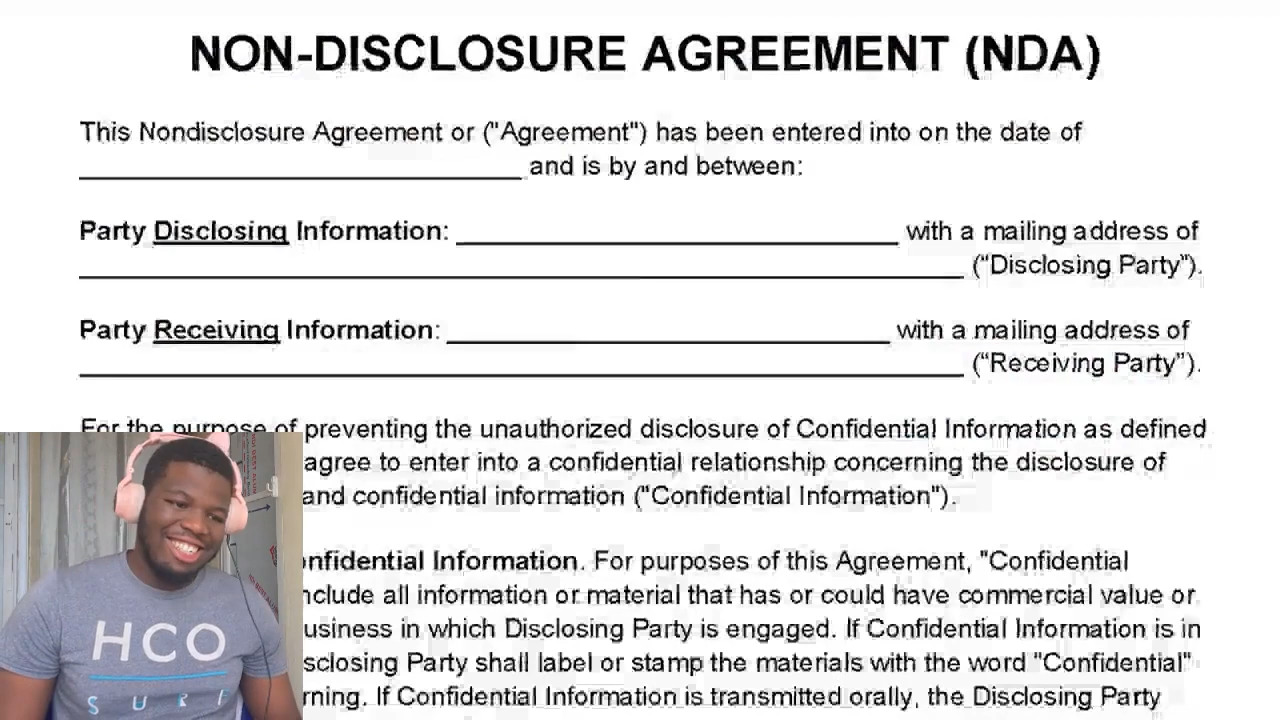 NON-DISCLOSURE AGREEMENT (NDA)
This Nondisclosure Agreement or ("Agreement") has been entered into on the date of
and is by and between:
Party Disclosing Information: with a mailing address of
(“Disclosing Party”).
Party Receiving Information: with a mailing address of
(“Receiving Party”).
For the purpose of preventing the unauthorized disclosure of Confidential Information as defined
agree to enter into a confidential relationship concerning the disclosure of
and confidential information ("Confidential Information").
onfidential Information. For purposes of this Agreement, "Confidential
nclude all information or material that has or could have commercial value or
usiness in which Disclosing Party is engaged. If Confidential Information is in
sclosing Party shall label or stamp the materials with the word "Confidential"
rning. If Confidential Information is transmitted orally, the Disclosing Party
HCO
SURF